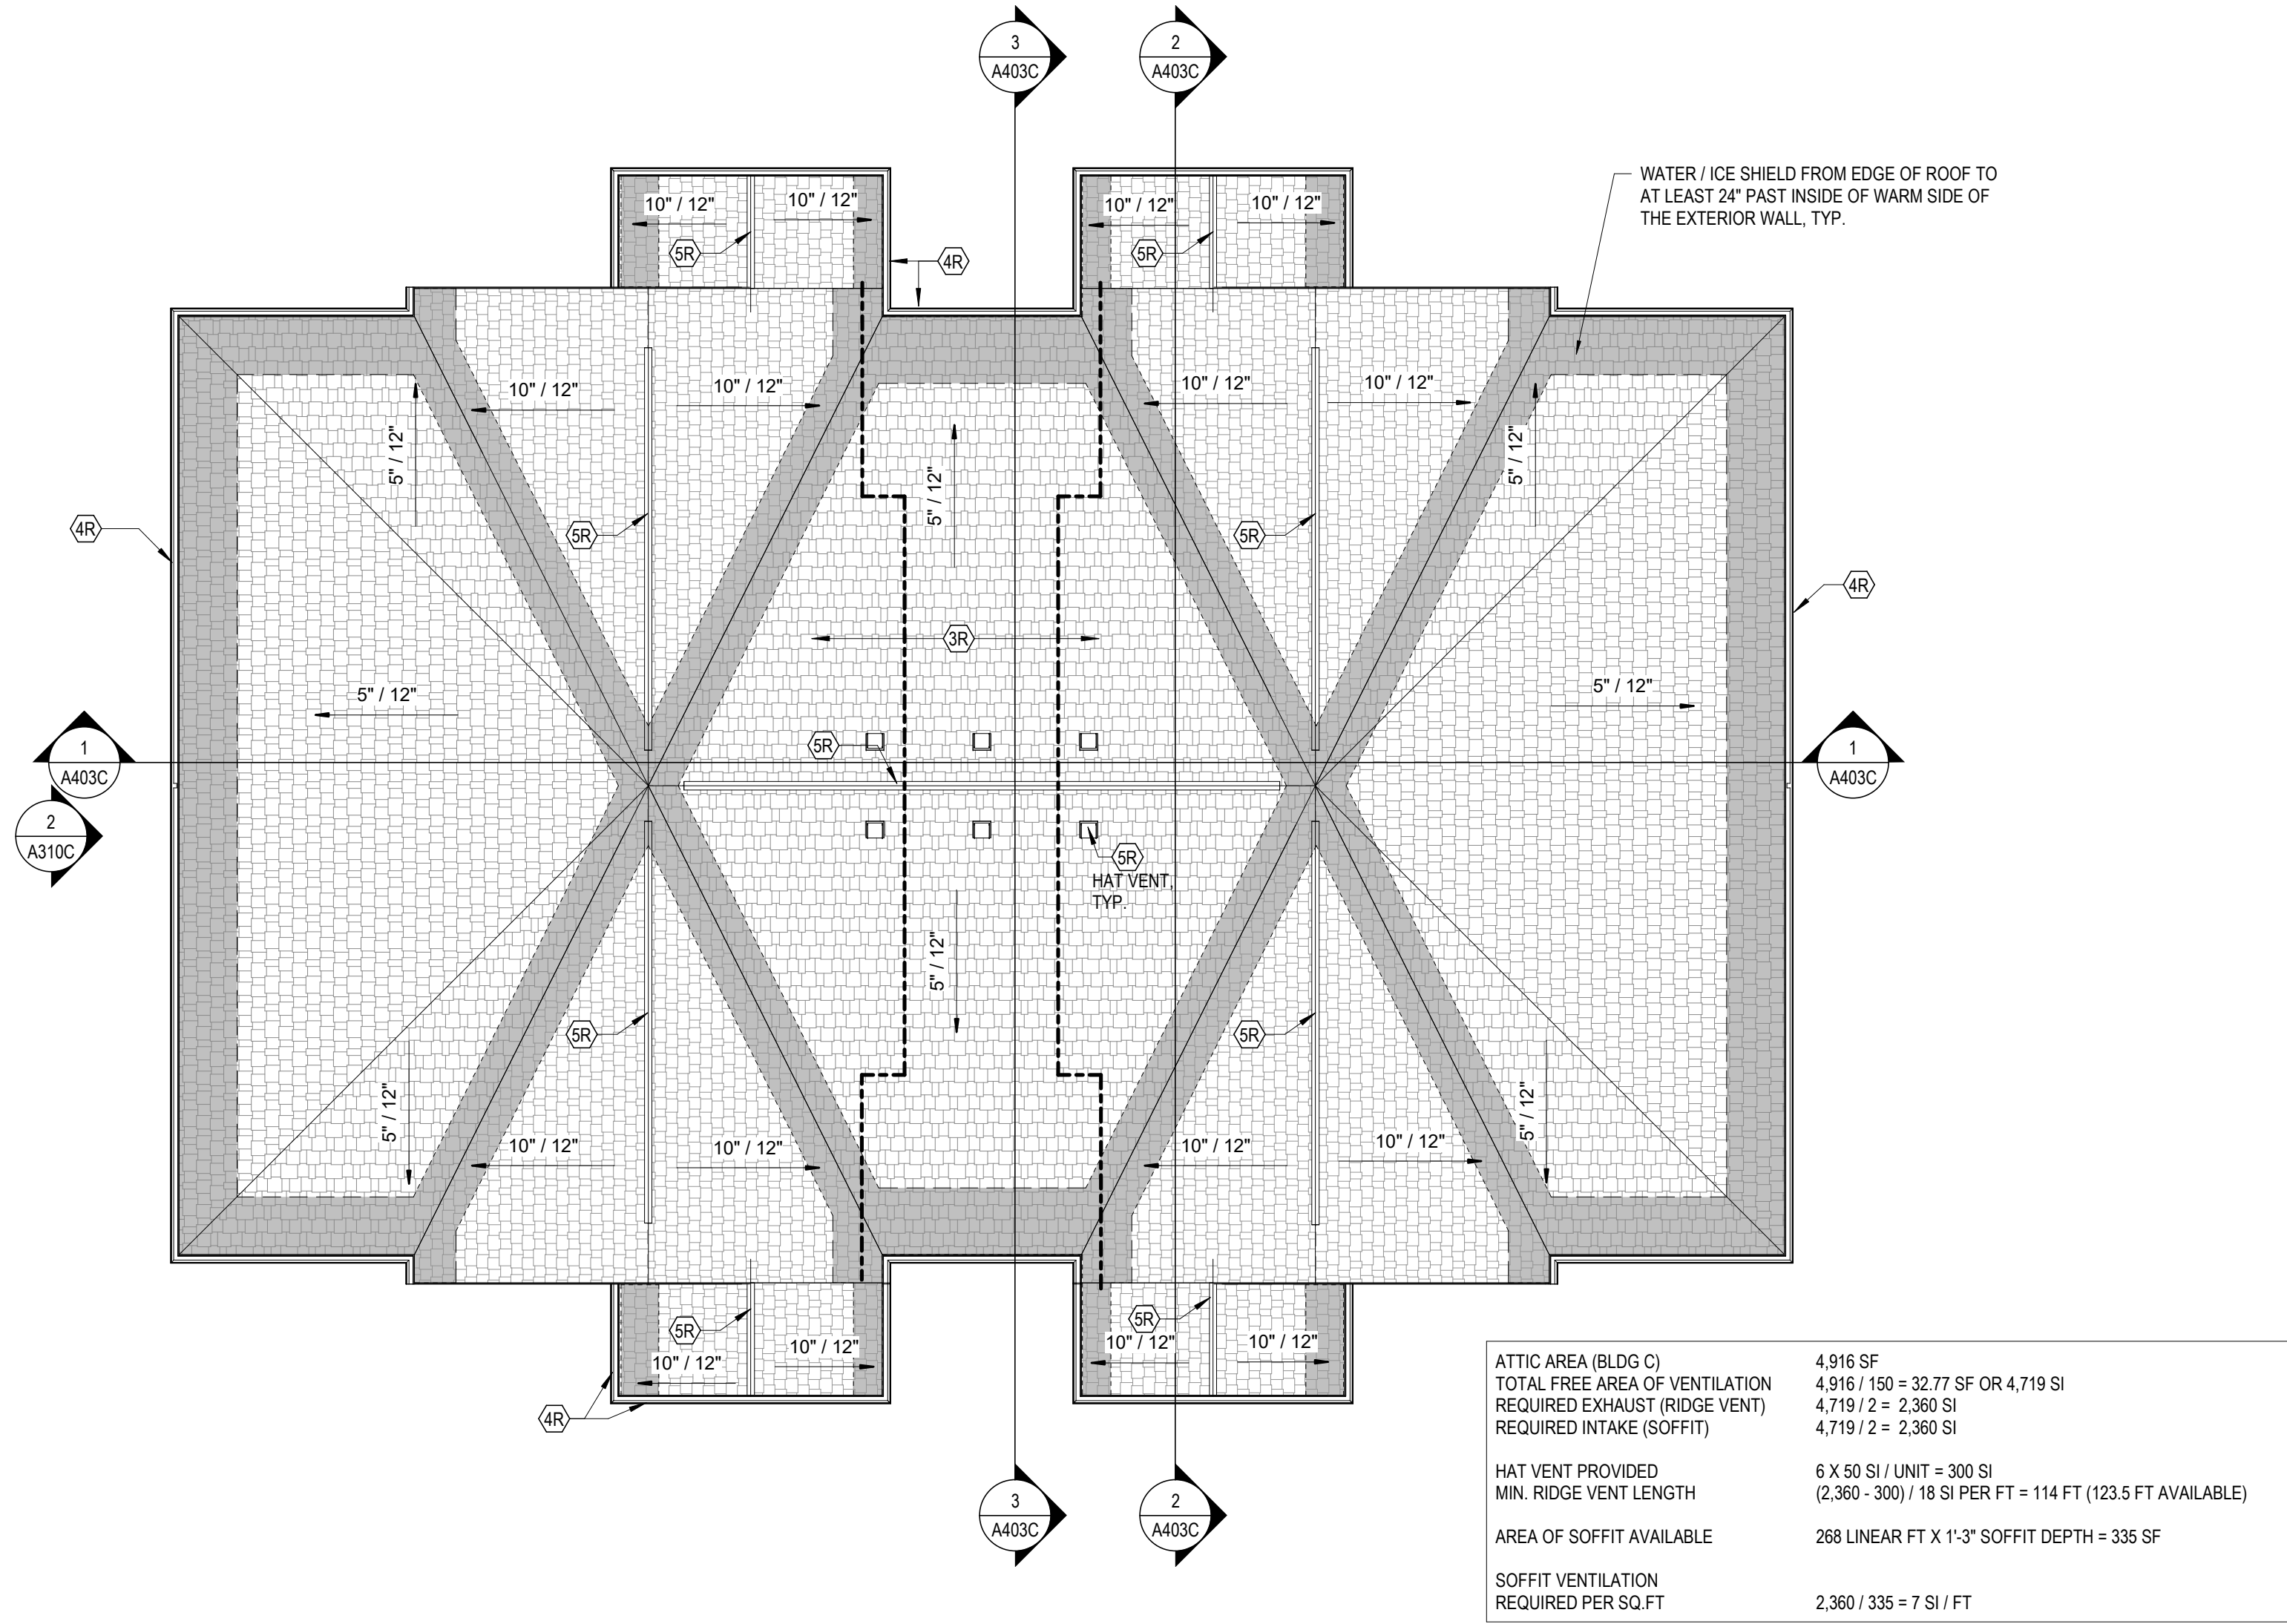 3
A403C
2
A403C
WATER / ICE SHIELD FROM EDGE OF ROOF TO
AT LEAST 24" PAST INSIDE OF WARM SIDE OF
THE EXTERIOR WALL, TYP.
10" / 12"
10" / 12"
10" / 12"
10" / 12"
5R
5R
4R
10" / 12"
10" / 12"
10" / 12"
10" / 12"
5" / 12"
5" / 12"
5" / 12"
4R
5R
5R
4R
3R
5" / 12"
5" / 12"
1
A403C
5R
1
A403C
2
A310C
5R
HAT VENT,
TYP.
5" / 12"
5R
5R
5" / 12"
5" / 12"
10" / 12"
10" / 12"
10" / 12"
10" / 12"
5R
5R
10" / 12"
10" / 12"
10" / 12"
10" / 12"
4R
3
A403C
2
A403C
ATTIC AREA (BLDG C) 4,916 SF
TOTAL FREE AREA OF VENTILATION 4,916 / 150 = 32.77 SF OR 4,719 SI
REQUIRED EXHAUST (RIDGE VENT) 4,719 / 2 = 2,360 SI
REQUIRED INTAKE (SOFFIT) 4,719 / 2 = 2,360 SI
HAT VENT PROVIDED 6 X 50 SI / UNIT = 300 SI
MIN. RIDGE VENT LENGTH (2,360 - 300) / 18 SI PER FT = 114 FT (123.5 FT AVAILABLE)
AREA OF SOFFIT AVAILABLE 268 LINEAR FT X 1'-3" SOFFIT DEPTH = 335 SF
SOFFIT VENTILATION
REQUIRED PER SQ.FT 2,360 / 335 = 7 SI / FT